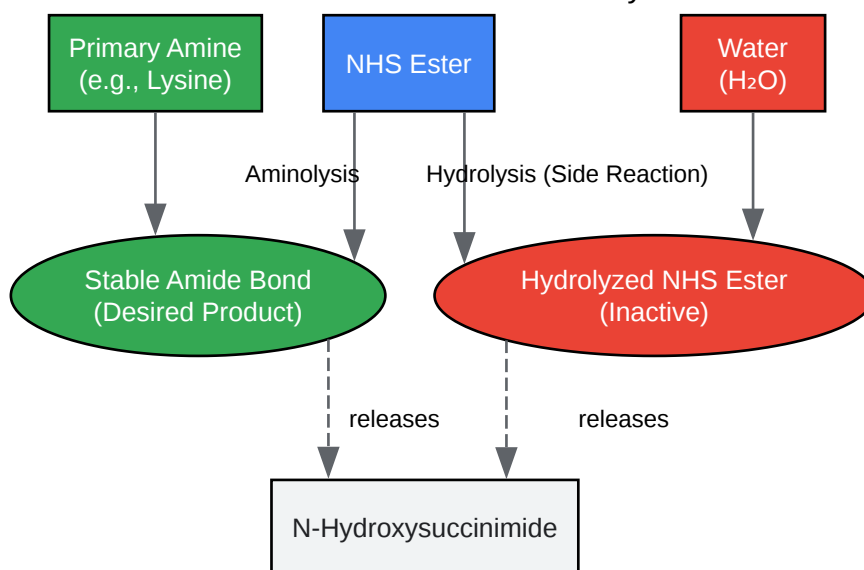 Primary Amine
(e.g., Lysine)
NHS Ester
Water
(H₂O)
Aminolysis
Hydrolysis (Side Reaction)
Stable Amide Bond
(Desired Product)
Hydrolyzed NHS Ester
(Inactive)
releases
releases
N-Hydroxysuccinimide